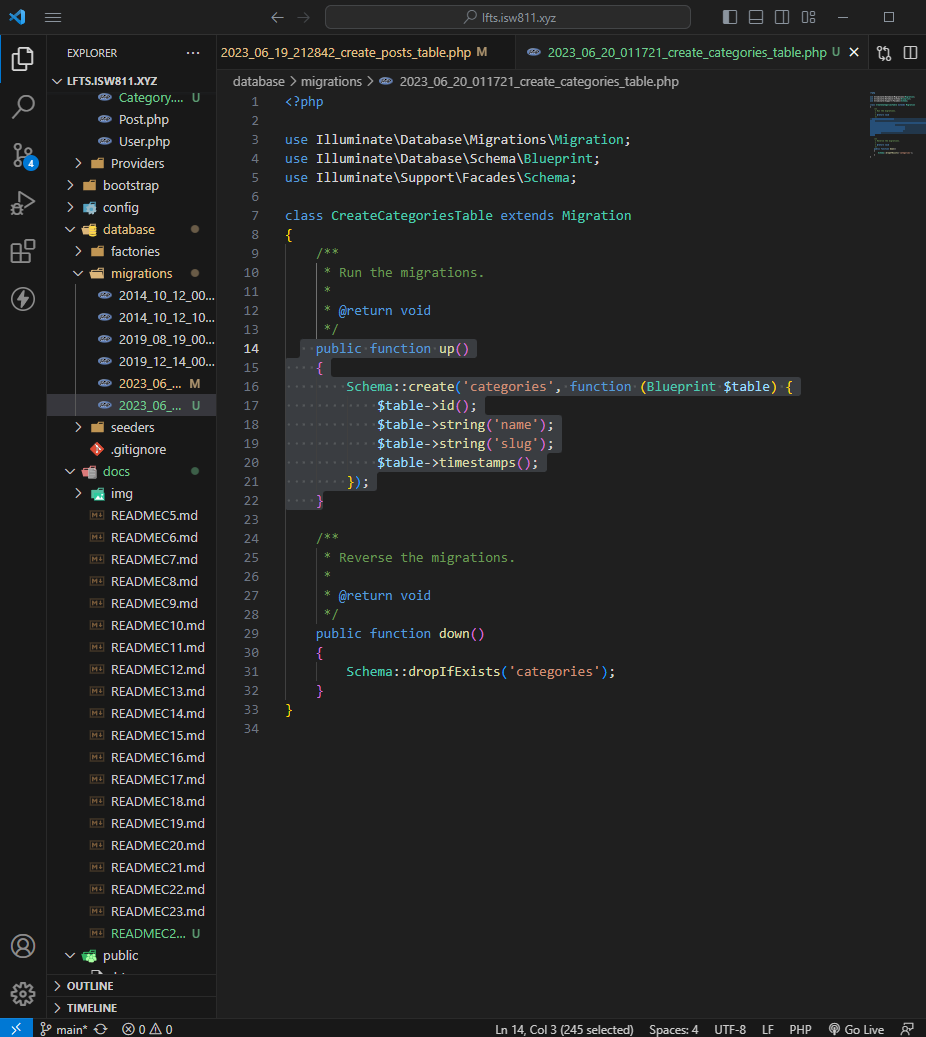 lfts.isw811.xyz
EXPLORER
LFTS.ISW811.XYZ
Category.... U
Post.php
User.php
Providers
bootstrap
config
database
factories
migrations
2014_10_12_00...
2014_10_12_10...
2019_08_19_00...
2019_12_14_00...
2023_06_... M
2023_06_... U
seeders
.gitignore
docs
img
READMEC5.md
READMEC6.md
READMEC7.md
READMEC8.md
READMEC9.md
READMEC10.md
READMEC11.md
READMEC12.md
READMEC13.md
READMEC14.md
READMEC15.md
READMEC16.md
READMEC17.md
READMEC18.md
READMEC19.md
READMEC20.md
READMEC21.md
READMEC22.md
READMEC23.md
READMEC2... U
public
OUTLINE
TIMELINE
4
2023_06_19_212842_create_posts_table.php M
2023_06_20_011721_create_categories_table.php U
database > migrations > 2023_06_20_011721_create_categories_table.php
1 <?php
2
3 use Illuminate\Database\Migrations\Migration;
4 use Illuminate\Database\Schema\Blueprint;
5 use Illuminate\Support\Facades\Schema;
6
7 class CreateCategoriesTable extends Migration
8 {
9 /**
10 * Run the migrations.
11 *
12 * @return void
13 */
14 public function up()
15 {
16 Schema::create('categories', function (Blueprint $table) {
17 $table->id();
18 $table->string('name');
19 $table->string('slug');
20 $table->timestamps();
21 });
22 }
23
24 /**
25 * Reverse the migrations.
26 *
27 * @return void
28 */
29 public function down()
30 {
31 Schema::dropIfExists('categories');
32 }
33 }
34
main* 0 0 Ln 14, Col 3 (245 selected) Spaces: 4 UTF-8 LF PHP Go Live